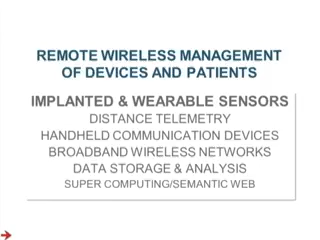 REMOTE WIRELESS MANAGEMENT
OF DEVICES AND PATIENTS
IMPLANTED & WEARABLE SENSORS
DISTANCE TELEMETRY
HANDHELD COMMUNICATION DEVICES
BROADBAND WIRELESS NETWORKS
DATA STORAGE & ANALYSIS
SUPER COMPUTING/SEMANTIC WEB